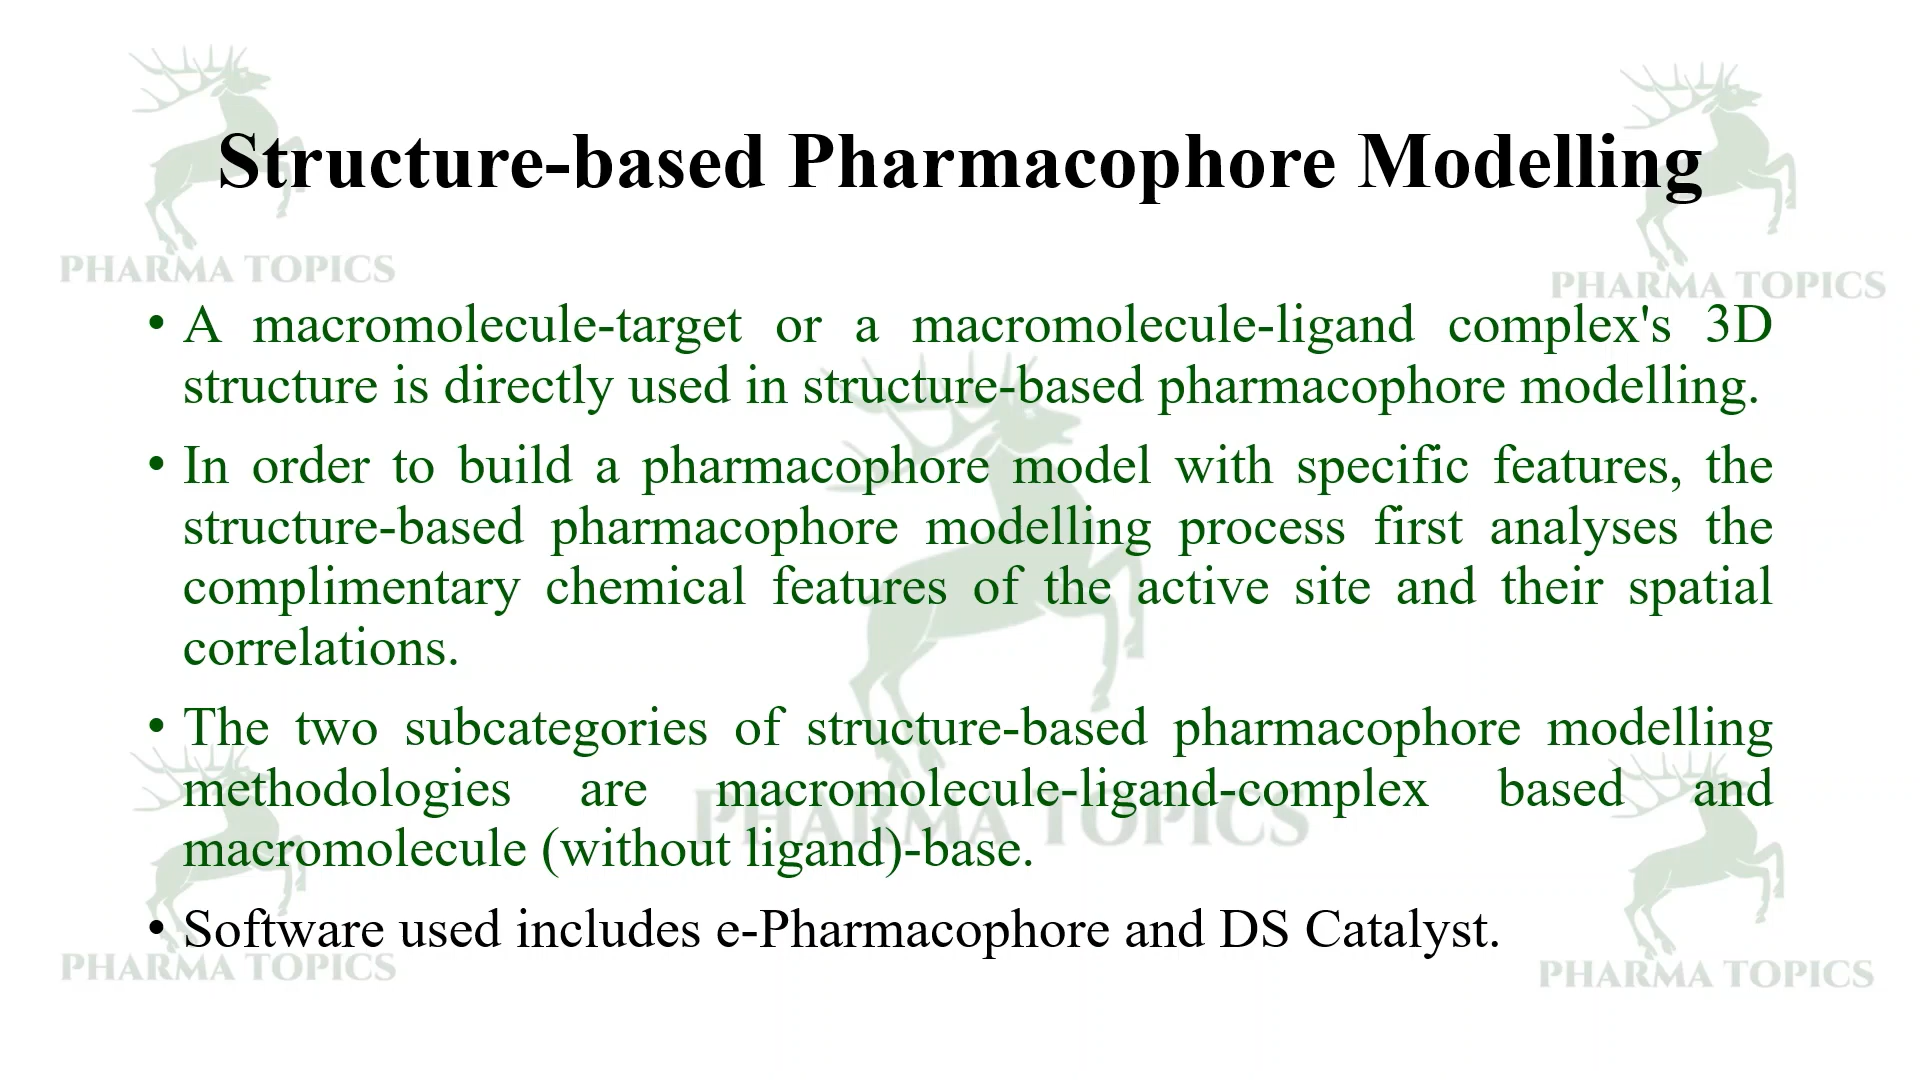 Structure-based Pharmacophore Modelling
PHARMA TOPICS
PHARMA TOPICS
• A macromolecule-target or a macromolecule-ligand complex's 3D
structure is directly used in structure-based pharmacophore modelling.
• In order to build a pharmacophore model with specific features, the
structure-based pharmacophore modelling process first analyses the
complimentary chemical features of the active site and their spatial
correlations.
• The two subcategories of structure-based pharmacophore modelling
methodologies are macromolecule-ligand-complex based and
PHARMA TOPICS
macromolecule (without ligand)-base.
• Software used includes e-Pharmacophore and DS Catalyst.
PHARMA TOPICS
PHARMA TOPICS